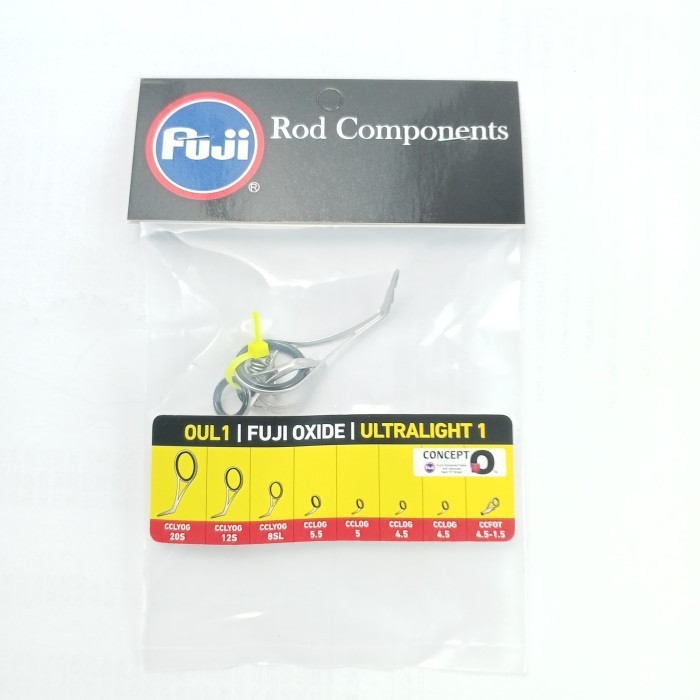 Fuji
®
Rod Components
OUL1 | FUJI OXIDE | ULTRALIGHT 1
CONCEPT O
Fuji
CCLYOG
20S
CCLYOG
12S
CCLYOG
8SL
CCLOG
5.5
CCLOG
5
CCLOG
4.5
CCLOG
4.5
CCFOT
4.5-1.5